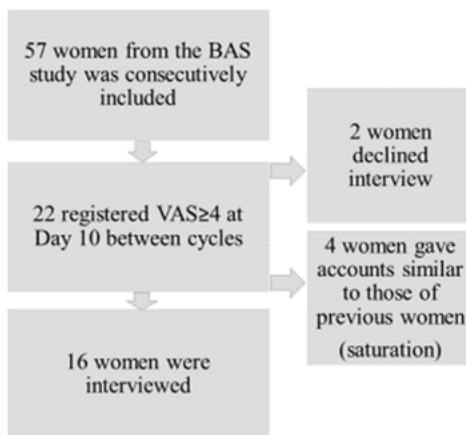 57 women from the BAS
study was consecutively
included
2 women
declined
interview
22 registered VAS≥4 at
Day 10 between cycles
4 women gave
accounts similar
to those of
previous women
(saturation)
16 women were
interviewed